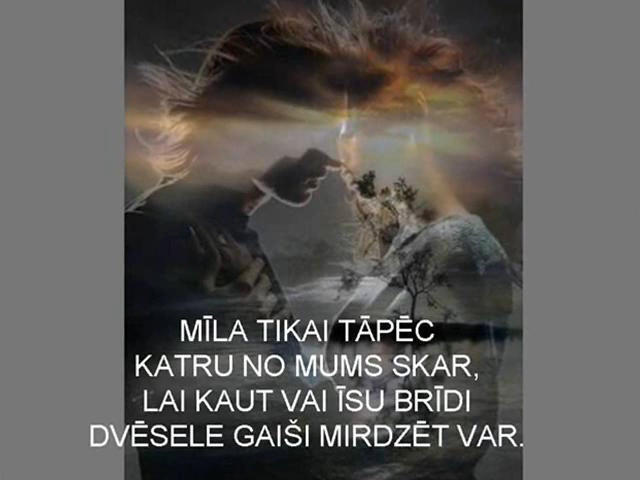 MĪLA TIKAI TĀPĒC
KATRU NO MUMS SKAR,
LAI KAUT VAI ĪSU BRĪDI
DVĒSELE GAIŠI MIRDZĒT VAR.